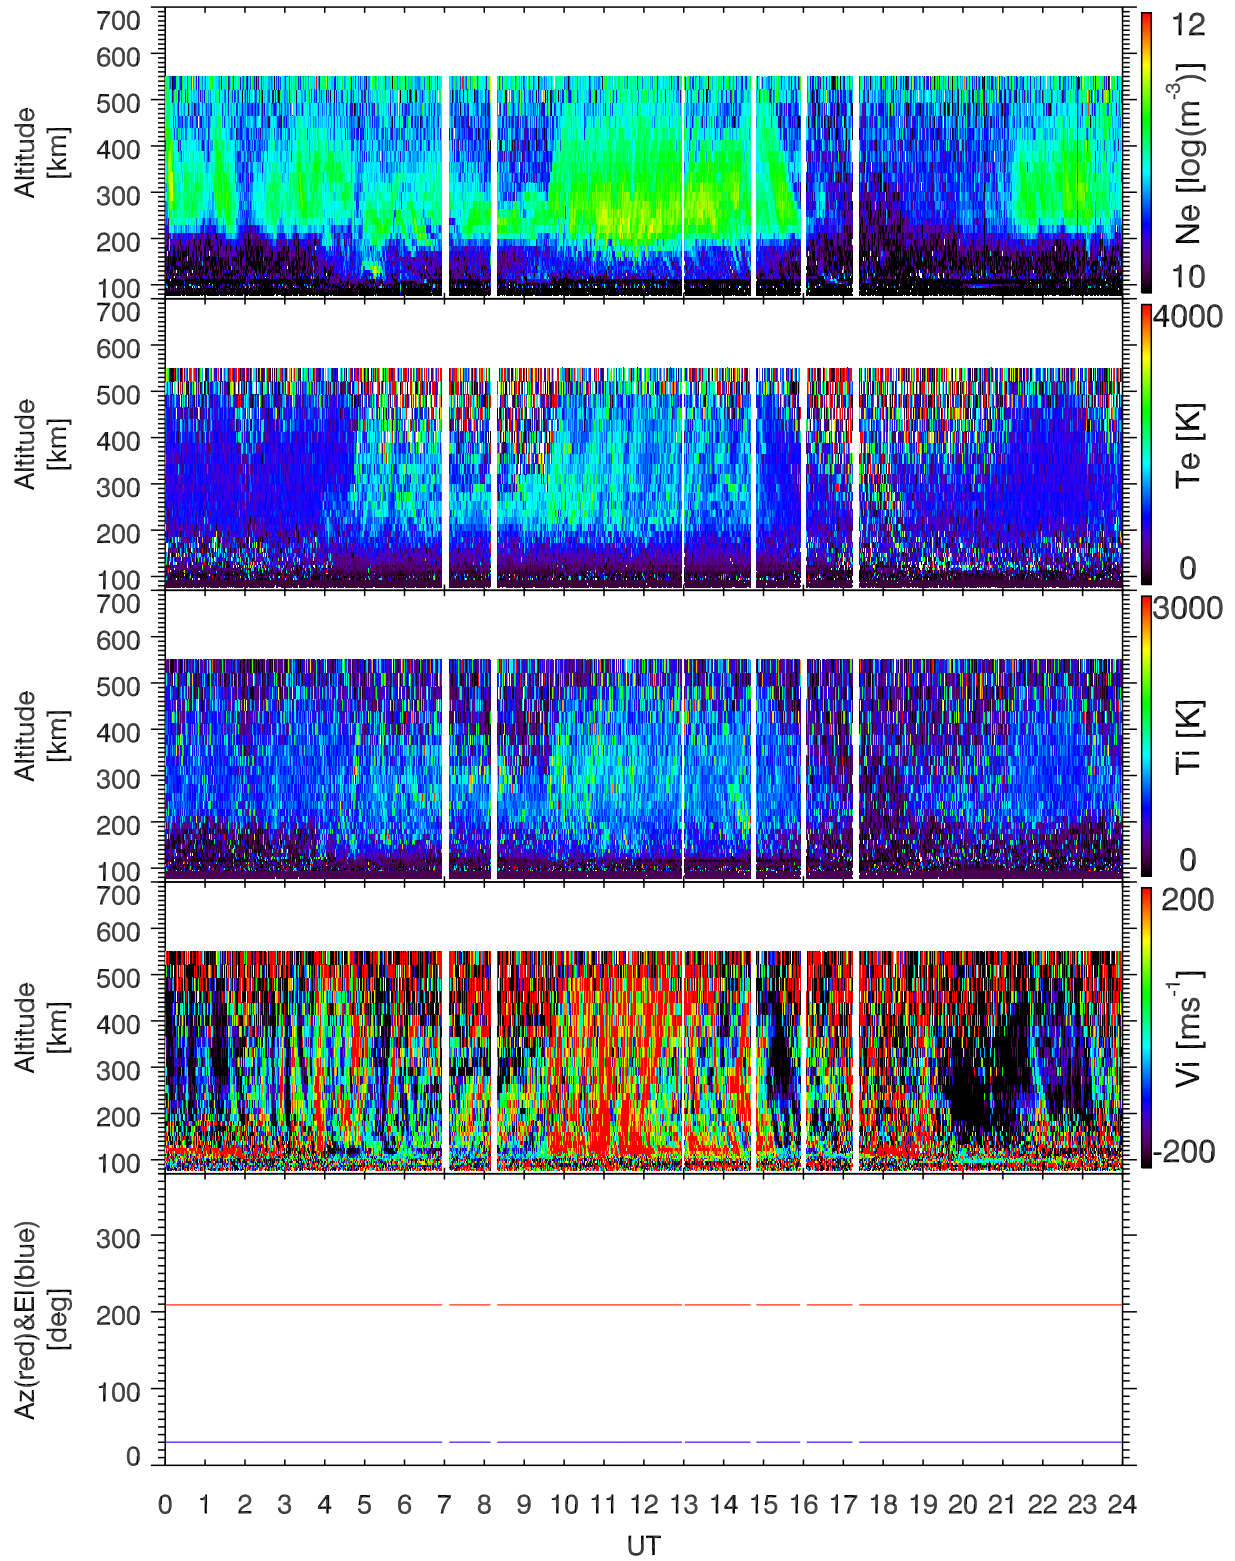 700
600
500
400
300
200
100
Altitude
[km]
12
10
Ne [log(m⁻³)]
700
600
500
400
300
200
100
Altitude
[km]
4000
0
Te [K]
700
600
500
400
300
200
100
Altitude
[km]
3000
0
Ti [K]
700
600
500
400
300
200
100
Altitude
[km]
200
-200
Vi [ms⁻¹]
300
200
100
0
Az(red)&El(blue)
[deg]
0 1 2 3 4 5 6 7 8 9 10 11 12 13 14 15 16 17 18 19 20 21 22 23 24
UT